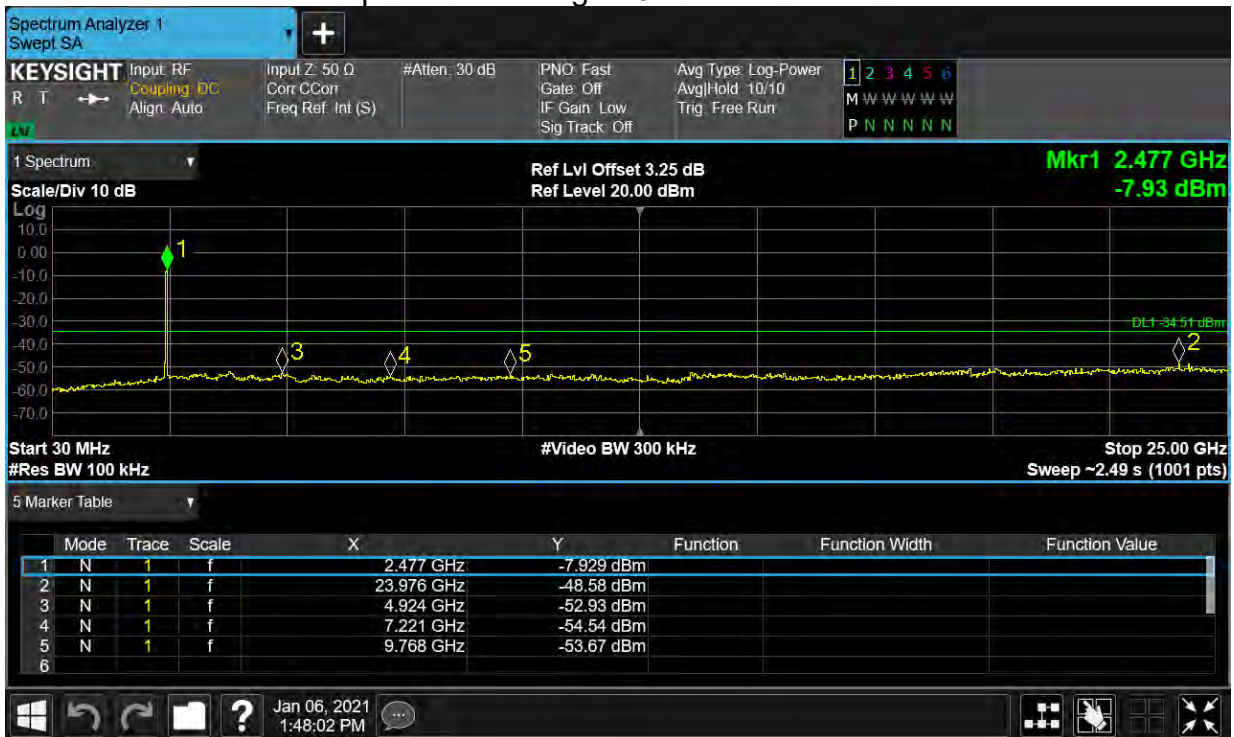 Spectrum Analyzer 1
Swept SA
+
KEYSIGHT Input: RF Input Z: 50 Ω #Atten: 30 dB PNO: Fast Avg Type: Log-Power 1 2 3 4 5 6
R T Coupling: DC Corr CCorr Gate: Off Avg|Hold: 10/10 M W W W W W
Align: Auto Freq Ref: Int (S) IF Gain: Low Trig: Free Run
LXI Sig Track: Off P N N N N N
1 Spectrum Ref Lvl Offset 3.25 dB Mkr1 2.477 GHz
Scale/Div 10 dB Ref Level 20.00 dBm -7.93 dBm
Log
10.0
0.00 1
-10.0
-20.0
-30.0 DL1 -34.51 dBm
-40.0 3 4 5 2
-50.0
-60.0
-70.0
Start 30 MHz #Video BW 300 kHz Stop 25.00 GHz
#Res BW 100 kHz Sweep ~2.49 s (1001 pts)
5 Marker Table
Mode Trace Scale X Y Function Function Width Function Value
1 N 1 f 2.477 GHz -7.929 dBm
2 N 1 f 23.976 GHz -48.58 dBm
3 N 1 f 4.924 GHz -52.93 dBm
4 N 1 f 7.221 GHz -54.54 dBm
5 N 1 f 9.768 GHz -53.67 dBm
6
? Jan 06, 2021
1:48:02 PM